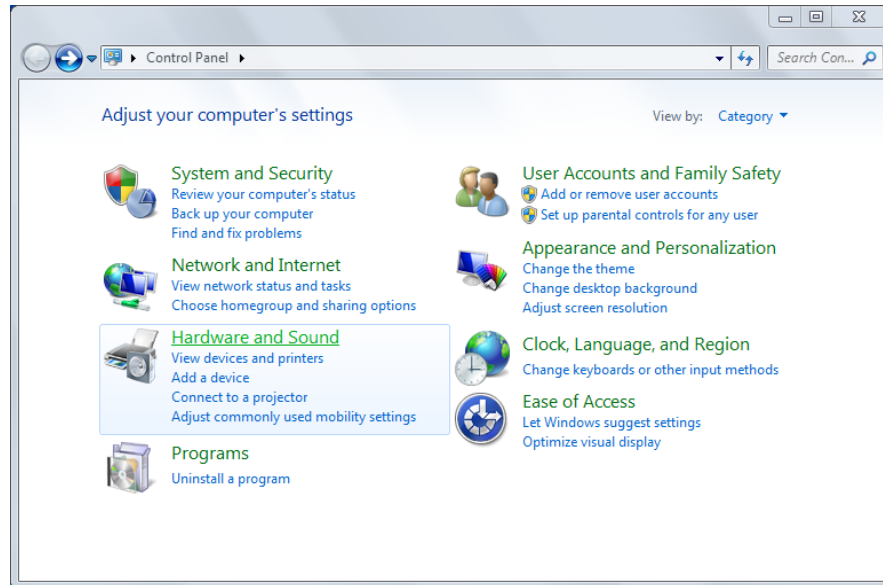 Control Panel
Search Con...
Adjust your computer's settings
View by: Category
System and Security
Review your computer's status
Back up your computer
Find and fix problems
Network and Internet
View network status and tasks
Choose homegroup and sharing options
Hardware and Sound
View devices and printers
Add a device
Connect to a projector
Adjust commonly used mobility settings
Programs
Uninstall a program
User Accounts and Family Safety
Add or remove user accounts
Set up parental controls for any user
Appearance and Personalization
Change the theme
Change desktop background
Adjust screen resolution
Clock, Language, and Region
Change keyboards or other input methods
Ease of Access
Let Windows suggest settings
Optimize visual display